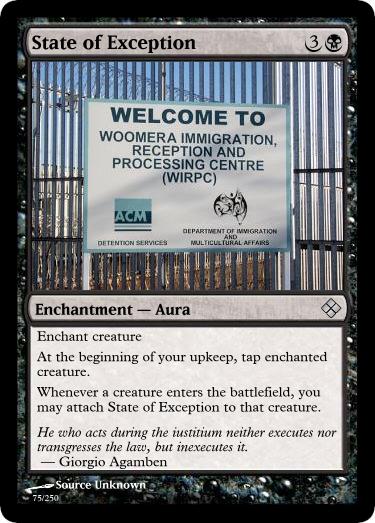 State of Exception 3
WELCOME TO
WOOMERA IMMIGRATION,
RECEPTION AND
PROCESSING CENTRE
(WIRPC)
ACM
DETENTION SERVICES
DEPARTMENT OF IMMIGRATION
AND
MULTICULTURAL AFFAIRS
Enchantment — Aura
Enchant creature
At the beginning of your upkeep, tap enchanted
creature.
Whenever a creature enters the battlefield, you
may attach State of Exception to that creature.
He who acts during the iustitium neither executes nor
transgresses the law, but inexecutes it.
— Giorgio Agamben
Source Unknown
75/250